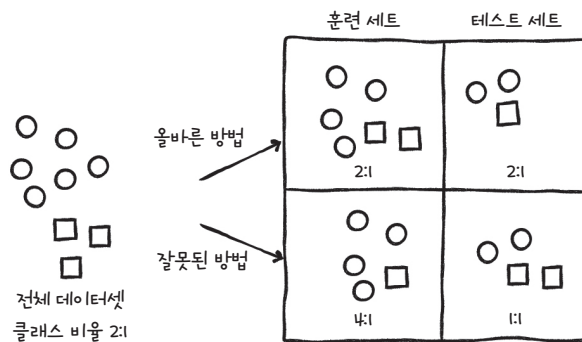 훈련 세트
테스트 세트
올바른 방법
2:1
2:1
잘못된 방법
4:1
1:1
전체 데이터셋
클래스 비율 2:1